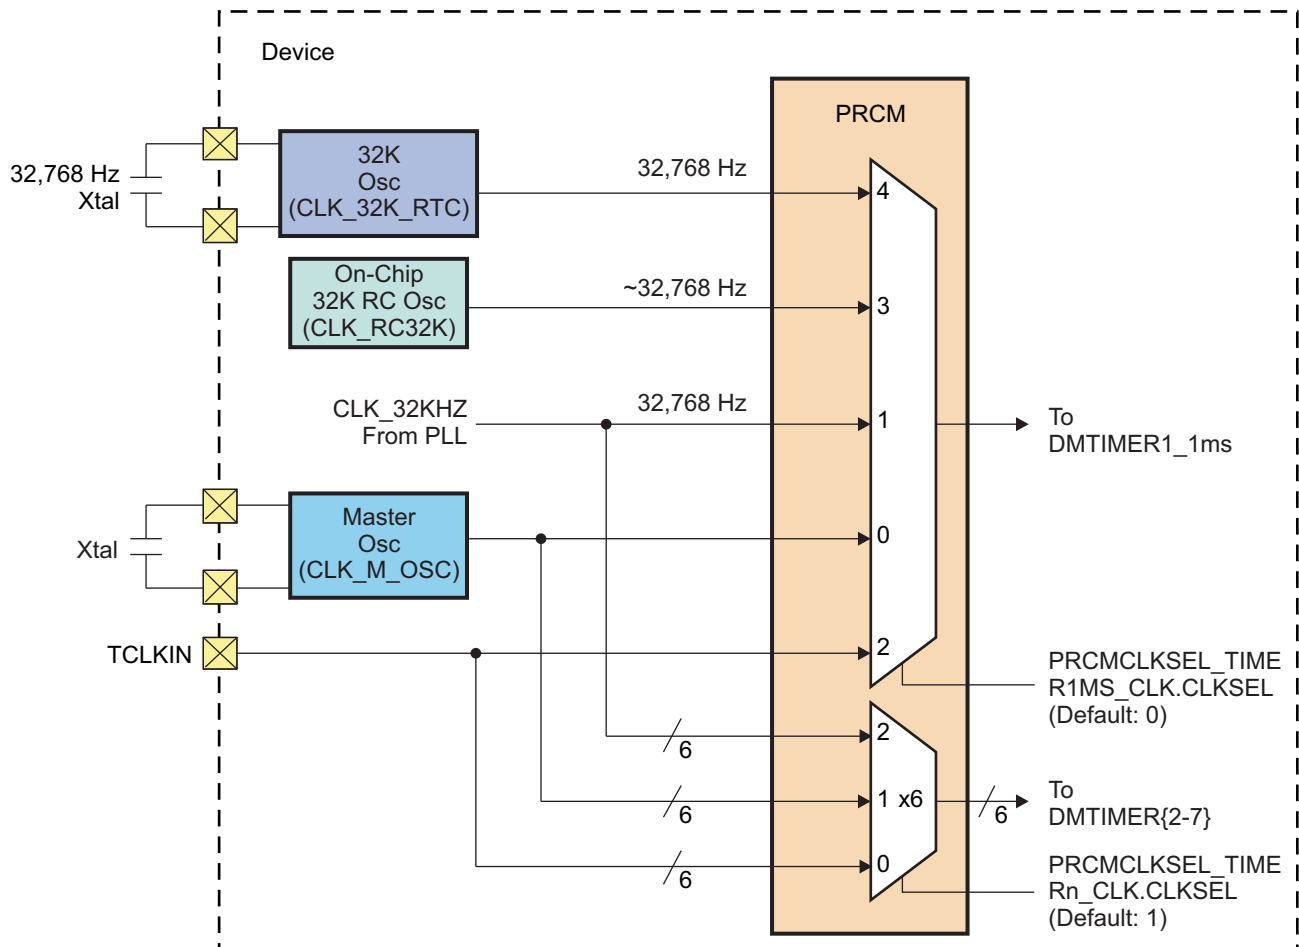 Device
PRCM
32,768 Hz
Xtal
32K
Osc
(CLK_32K_RTC)
32,768 Hz
4
On-Chip
32K RC Osc
(CLK_RC32K)
~32,768 Hz
3
CLK_32KHZ
From PLL
32,768 Hz
1
To
DMTIMER1_1ms
Xtal
Master
Osc
(CLK_M_OSC)
0
TCLKIN
2
PRCMCLKSEL_TIME
R1MS_CLK.CLKSEL
(Default: 0)
6
2
6
1 x6
6
To
DMTIMER{2-7}
6
0
PRCMCLKSEL_TIME
Rn_CLK.CLKSEL
(Default: 1)